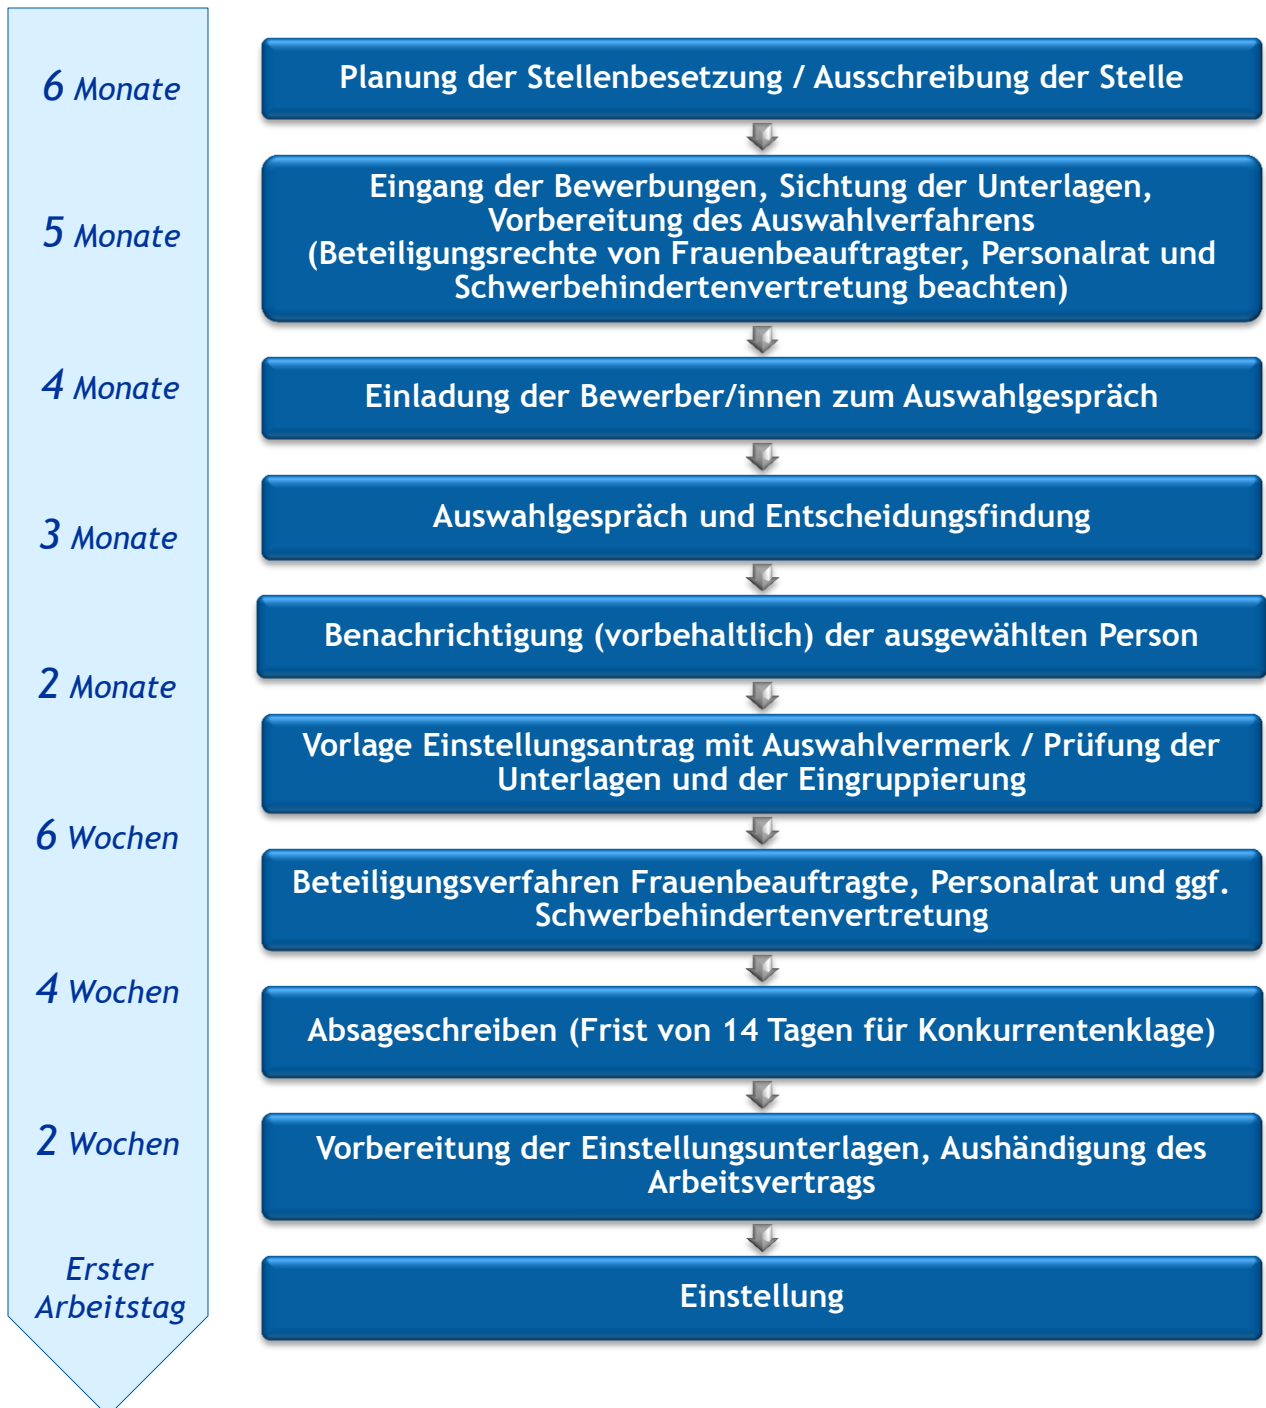 6 Monate
Planung der Stellenbesetzung / Ausschreibung der Stelle
5 Monate
Eingang der Bewerbungen, Sichtung der Unterlagen,
Vorbereitung des Auswahlverfahrens
(Beteiligungsrechte von Frauenbeauftragter, Personalrat und
Schwerbehindertenvertretung beachten)
4 Monate
Einladung der Bewerber/innen zum Auswahlgespräch
3 Monate
Auswahlgespräch und Entscheidungsfindung
Benachrichtigung (vorbehaltlich) der ausgewählten Person
2 Monate
Vorlage Einstellungsantrag mit Auswahlvermerk / Prüfung der
Unterlagen und der Eingruppierung
6 Wochen
Beteiligungsverfahren Frauenbeauftragte, Personalrat und ggf.
Schwerbehindertenvertretung
4 Wochen
Absageschreiben (Frist von 14 Tagen für Konkurrentenklage)
2 Wochen
Vorbereitung der Einstellungsunterlagen, Aushändigung des
Arbeitsvertrags
Erster
Arbeitstag
Einstellung